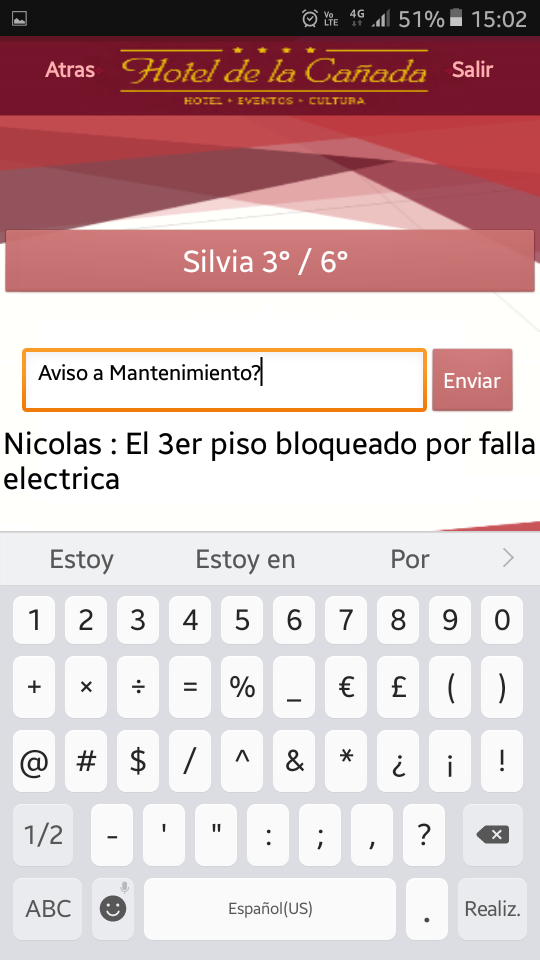 Vo LTE 4G 51% 15:02
Atras Hotel de la Cañada Salir
HOTEL + EVENTOS + CULTURA
Silvia 3° / 6°
Aviso a Mantenimiento? Enviar
Nicolas : El 3er piso bloqueado por falla
electrica
Estoy Estoy en Por
1 2 3 4 5 6 7 8 9 0
+ × ÷ = % _ € £ ( )
@ # $ / ^ & * ¿ ¡ !
1/2 - ' " : ; , ?
ABC Español(US) . Realiz.